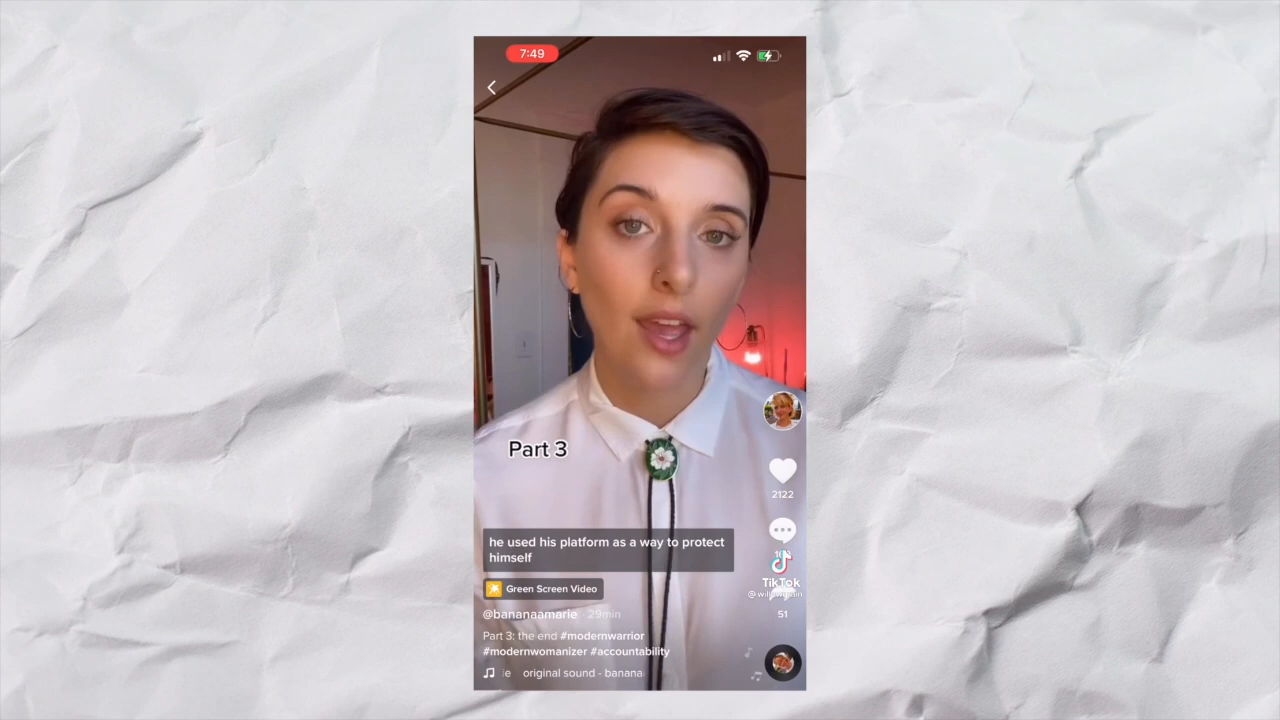 7:49
Part 3
2122
he used his platform as a way to protect
himself
TikTok
Green Screen Video
@bananaamarie · 29min
51
Part 3: the end #modernwarrior
#modernwomanizer #accountability
original sound - banana